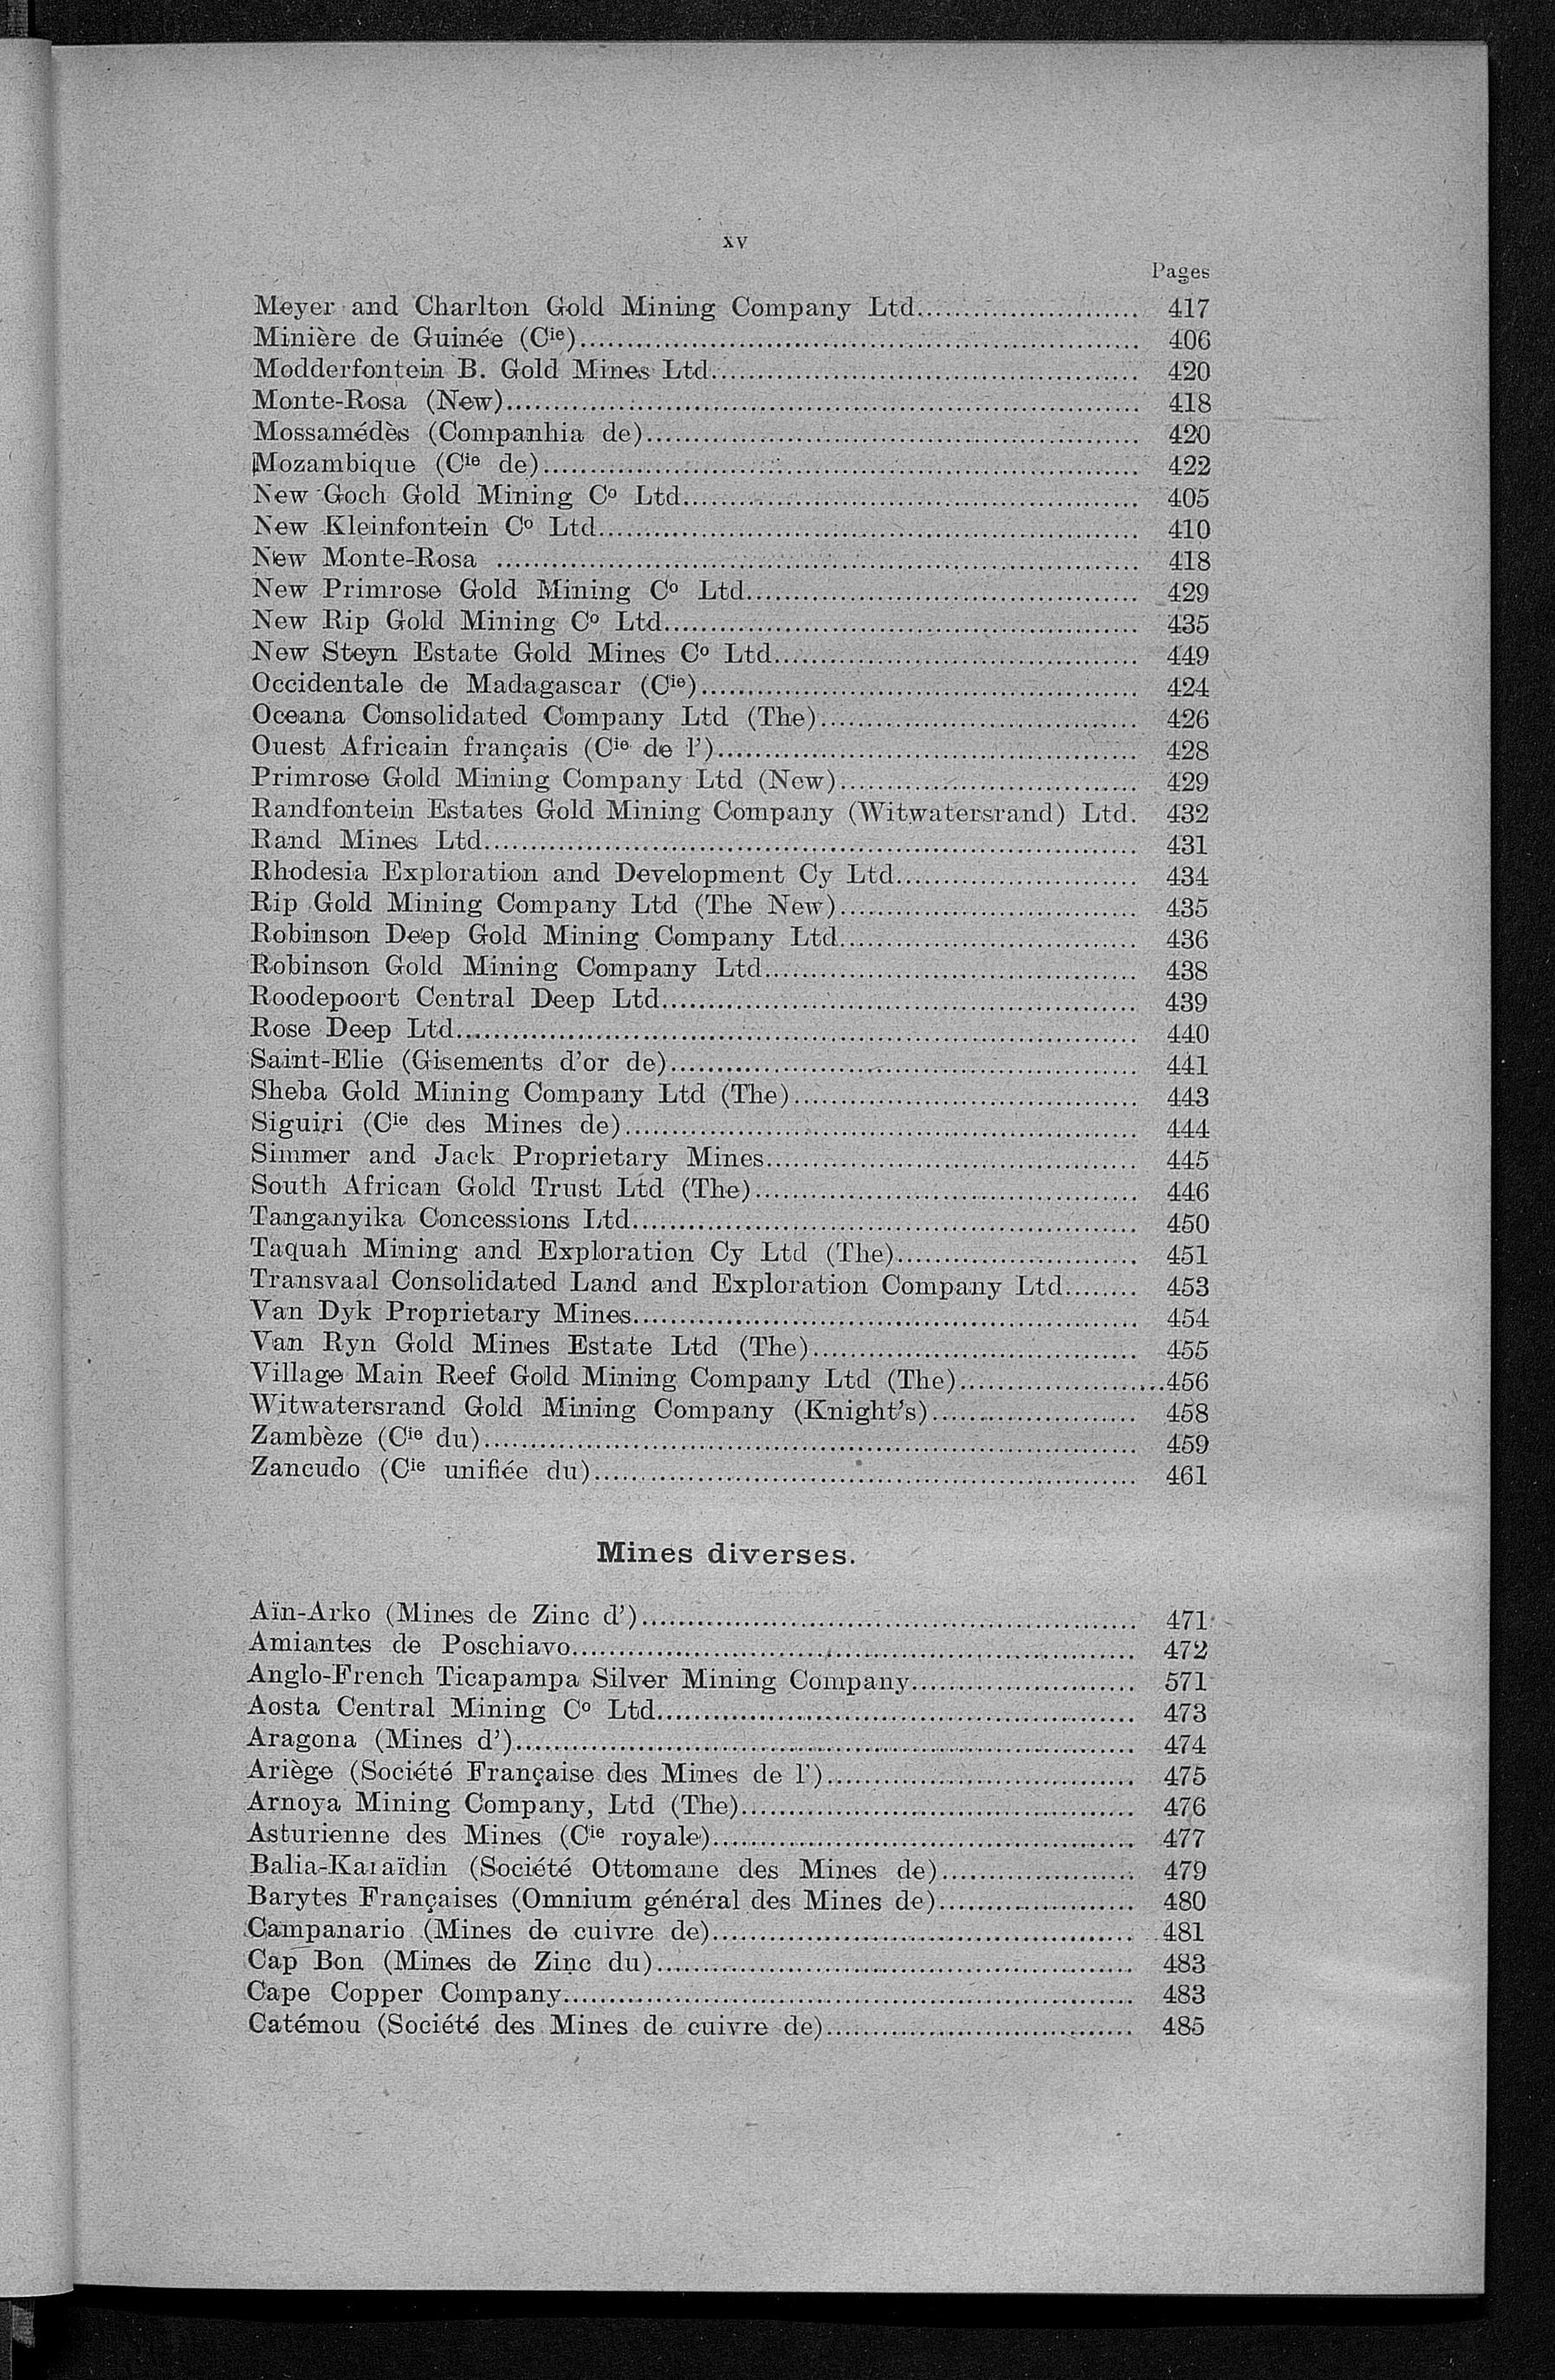 xv
Pages
Meyer and Charlton Gold Mining Company Ltd........................ 417
Minière de Guinée (Cie)............................................................ 406
Modderfontein B. Gold Mines Ltd.............................................. 420
Monte-Rosa (New).................................................................... 418
Mossamédès (Companhia de)..................................................... 420
Mozambique (Cie de)................................................................ 422
New Goch Gold Mining Co Ltd................................................. 405
New Kleinfontein Co Ltd.......................................................... 410
New Monte-Rosa ..................................................................... 418
New Primrose Gold Mining Co Ltd.......................................... 429
New Rip Gold Mining Co Ltd................................................... 435
New Steyn Estate Gold Mines Co Ltd....................................... 449
Occidentale de Madagascar (Cie)............................................... 424
Oceana Consolidated Company Ltd (The).................................. 426
Ouest Africain français (Cie de l')............................................. 428
Primrose Gold Mining Company Ltd (New)................................ 429
Randfontein Estates Gold Mining Company (Witwatersrand) Ltd. 432
Rand Mines Ltd...................................................................... 431
Rhodesia Exploration and Development Cy Ltd.......................... 434
Rip Gold Mining Company Ltd (The New)................................ 435
Robinson Deep Gold Mining Company Ltd................................ 436
Robinson Gold Mining Company Ltd........................................ 438
Roodepoort Central Deep Ltd................................................... 439
Rose Deep Ltd......................................................................... 440
Saint-Elie (Gisements d'or de).................................................. 441
Sheba Gold Mining Company Ltd (The)..................................... 443
Siguiri (Cie des Mines de)....................................................... 444
Simmer and Jack Proprietary Mines........................................ 445
South African Gold Trust Ltd (The)......................................... 446
Tanganyika Concessions Ltd...................................................... 450
Taquah Mining and Exploration Cy Ltd (The).......................... 451
Transvaal Consolidated Land and Exploration Company Ltd........ 453
Van Dyk Proprietary Mines...................................................... 454
Van Ryn Gold Mines Estate Ltd (The)................................... 455
Village Main Reef Gold Mining Company Ltd (The)......................456
Witwatersrand Gold Mining Company (Knight's)...................... 458
Zambèze (Cie du)...................................................................... 459
Zancudo (Cie unifiée du).......................................................... 461
Mines diverses.
Aïn-Arko (Mines de Zinc d')..................................................... 471
Amiantes de Poschiavo............................................................. 472
Anglo-French Ticapampa Silver Mining Company........................ 571
Aosta Central Mining Co Ltd................................................... 473
Aragona (Mines d')................................................................... 474
Ariège (Société Française des Mines de l')................................. 475
Arnoya Mining Company, Ltd (The).......................................... 476
Asturienne des Mines (Cie royale)............................................. 477
Balia-Karaïdin (Société Ottomane des Mines de)..................... 479
Barytes Françaises (Omnium général des Mines de)..................... 480
Campanario (Mines de cuivre de)............................................. 481
Cap Bon (Mines de Zinc du)................................................... 483
Cape Copper Company............................................................. 483
Catémou (Société des Mines de cuivre de)................................. 485